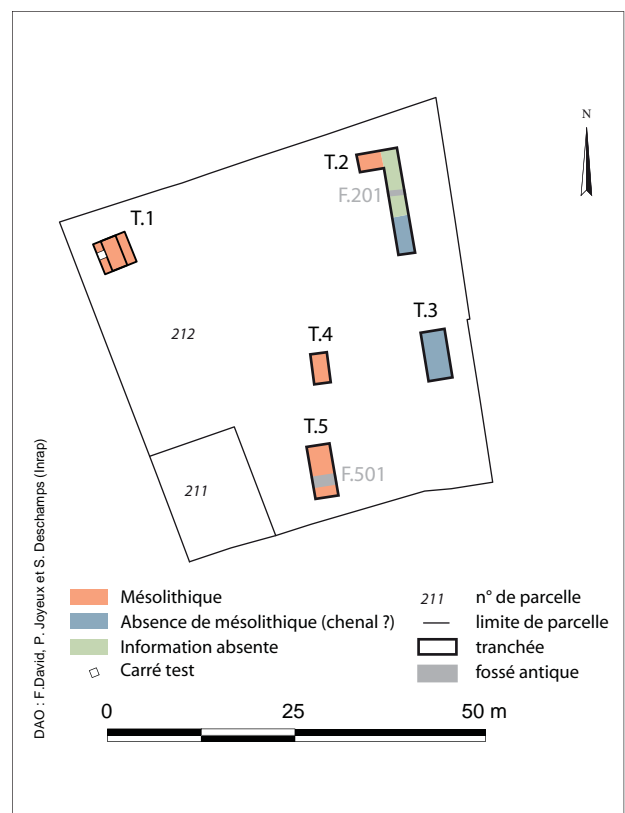 N
T.2
F.201
T.1
T.3
212
T.4
T.5
F.501
211
DAO : F.David, P. Joyeux et S. Deschamps (Inrap)
Mésolithique
Absence de mésolithique (chenal ?)
Information absente
Carré test
211 n° de parcelle
limite de parcelle
tranchée
fossé antique
0 25 50 m